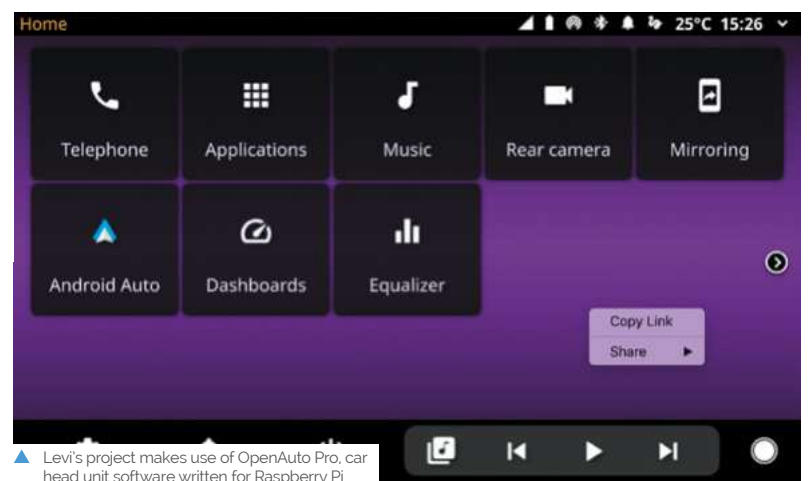 Home
25°C 15:26
Telephone
Applications
Music
Rear camera
Mirroring
Android Auto
Dashboards
Equalizer
Copy Link
Share
Levi's project makes use of OpenAuto Pro, car
head unit software written for Raspberry Pi